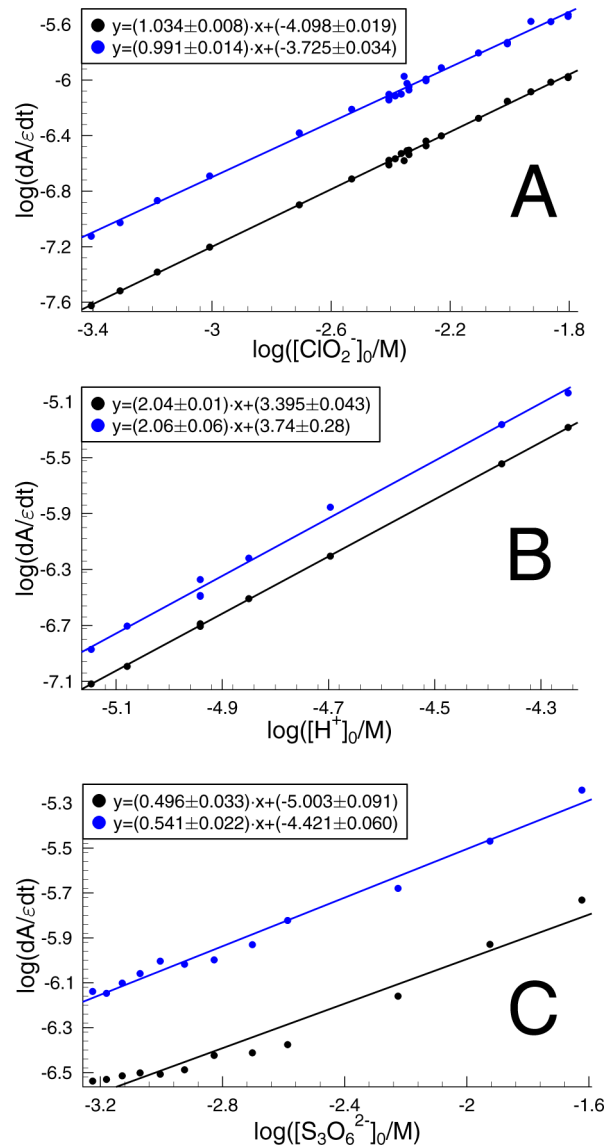 y=(1.034±0.008)·x+(-4.098±0.019)
y=(0.991±0.014)·x+(-3.725±0.034)
-5.6
-6
-6.4
-6.8
-7.2
-7.6
log(dA/εdt)
A
-3.4 -3 -2.6 -2.2 -1.8
log([ClO₂⁻]₀/M)
y=(2.04±0.01)·x+(3.395±0.043)
y=(2.06±0.06)·x+(3.74±0.28)
-5.1
-5.5
-5.9
-6.3
-6.7
-7.1
log(dA/εdt)
B
-5.1 -4.9 -4.7 -4.5 -4.3
log([H⁺]₀/M)
y=(0.496±0.033)·x+(-5.003±0.091)
y=(0.541±0.022)·x+(-4.421±0.060)
-5.3
-5.5
-5.7
-5.9
-6.1
-6.3
-6.5
log(dA/εdt)
C
-3.2 -2.8 -2.4 -2 -1.6
log([S₃O₆²⁻]₀/M)